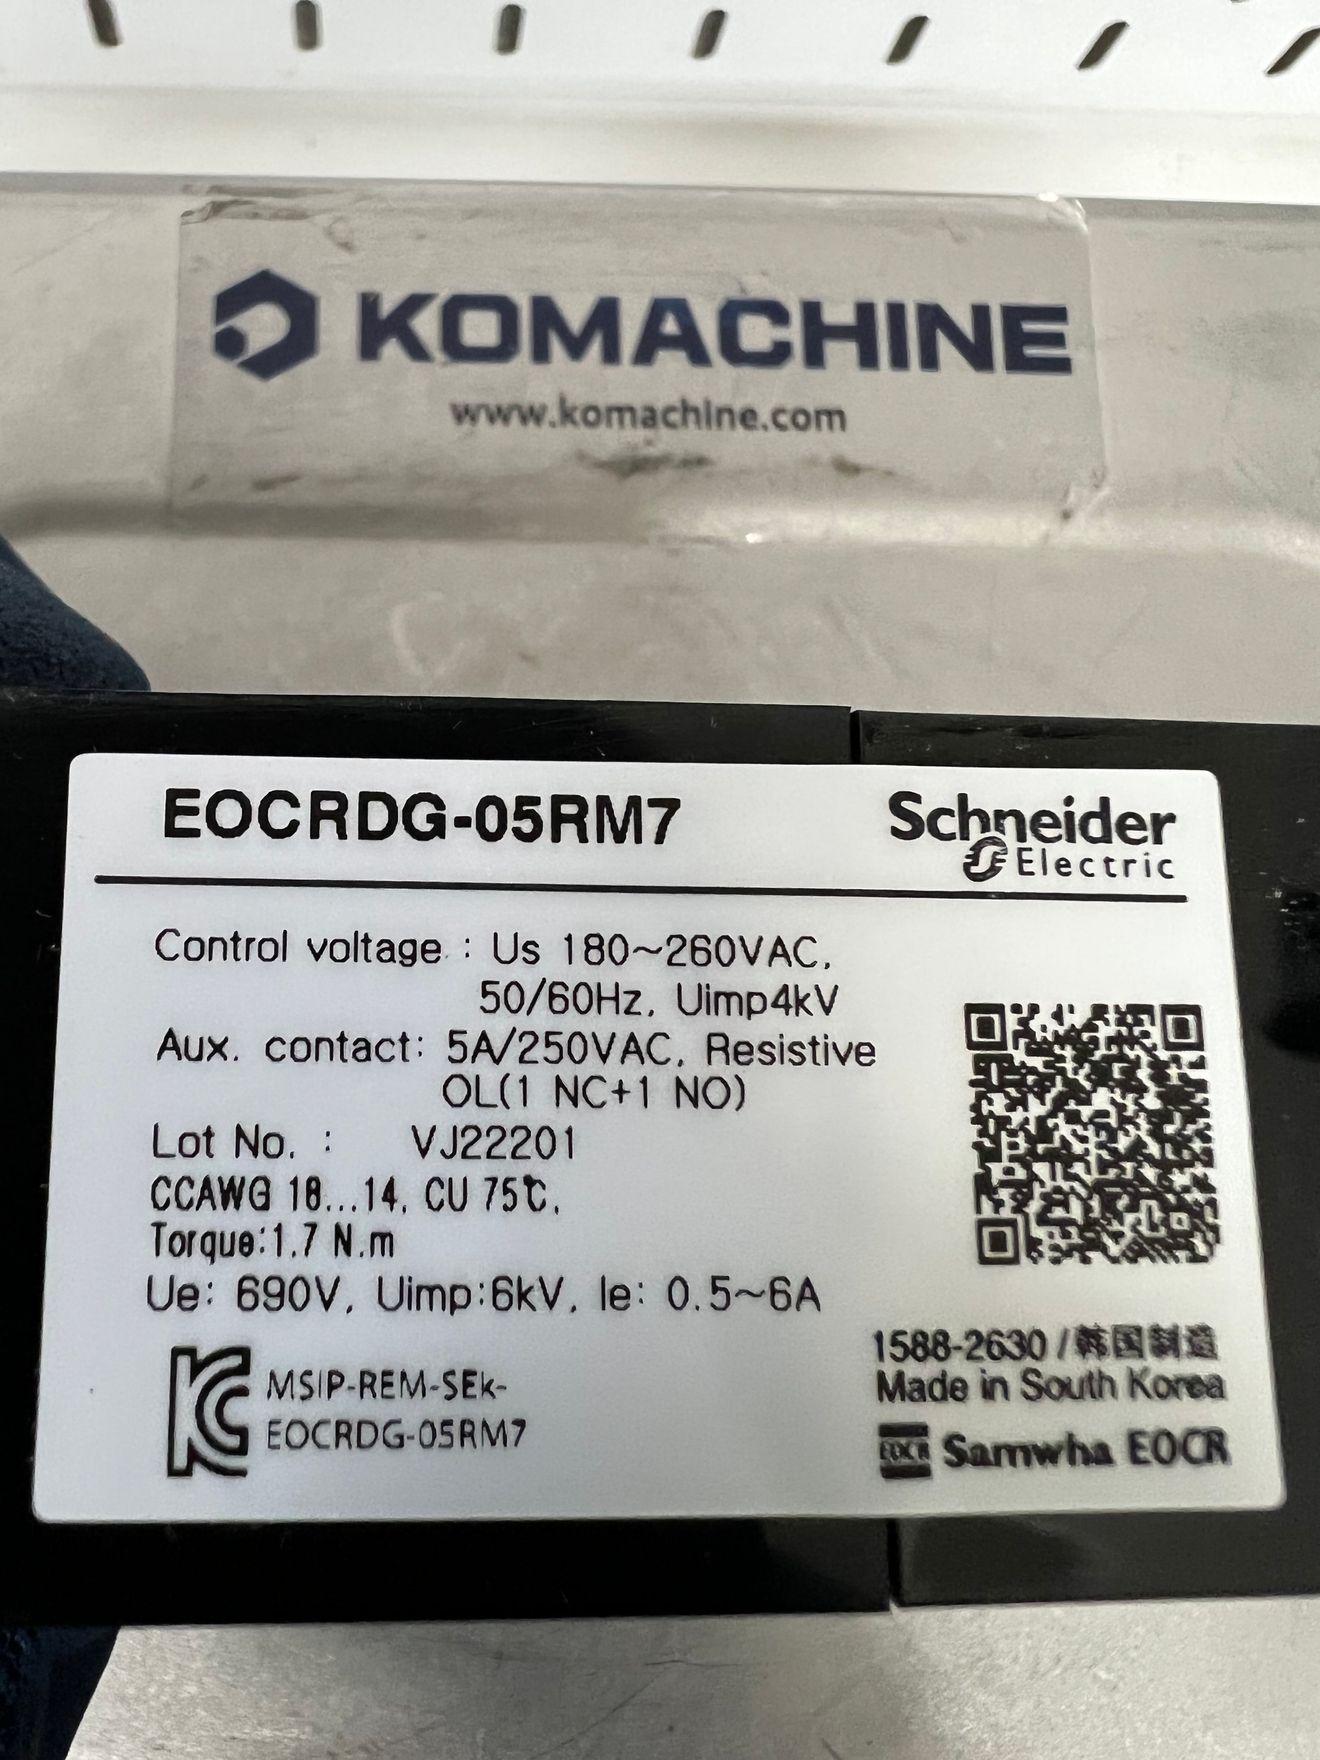 KOMACHINE
www.komachine.com
EOCRDG-05RM7
Schneider
Electric
Control voltage : Us 180~260VAC,
50/60Hz, Uimp4kV
Aux. contact: 5A/250VAC, Resistive
OL(1 NC+1 NO)
Lot No. : VJ22201
CCAWG 18...14, CU 75℃,
Torque:1.7 N.m
Ue: 690V, Uimp:6kV, Ie: 0.5~6A
MSIP-REM-SEK-
EOCRDG-05RM7
1588-2630 / 韩国制造
Made in South Korea
EOCR Samwha EOCR